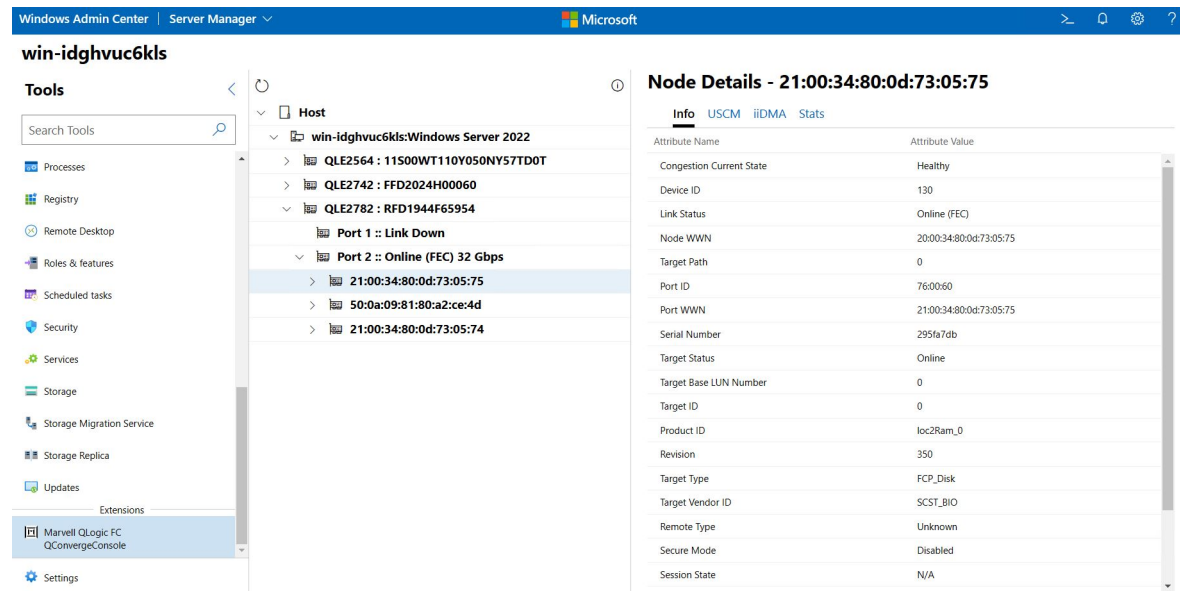 Windows Admin Center | Server Manager
Microsoft
win-idghvuc6kls
Tools
Search Tools
Processes
Registry
Remote Desktop
Roles & features
Scheduled tasks
Security
Services
Storage
Storage Migration Service
Storage Replica
Updates
Extensions
Marvell QLogic FC
QConvergeConsole
Settings
Host
win-idghvuc6kls:Windows Server 2022
QLE2564 : 11S00WT110Y050NY57TD0T
QLE2742 : FFD2024H00060
QLE2782 : RFD1944F65954
Port 1 :: Link Down
Port 2 :: Online (FEC) 32 Gbps
21:00:34:80:0d:73:05:75
50:0a:09:81:80:a2:ce:4d
21:00:34:80:0d:73:05:74
Node Details - 21:00:34:80:0d:73:05:75
Info USCM iiDMA Stats
Attribute Name Attribute Value
Congestion Current State Healthy
Device ID 130
Link Status Online (FEC)
Node WWN 20:00:34:80:0d:73:05:75
Target Path 0
Port ID 76:00:60
Port WWN 21:00:34:80:0d:73:05:75
Serial Number 295fa7db
Target Status Online
Target Base LUN Number 0
Target ID 0
Product ID loc2Ram_0
Revision 350
Target Type FCP_Disk
Target Vendor ID SCST_BIO
Remote Type Unknown
Secure Mode Disabled
Session State N/A